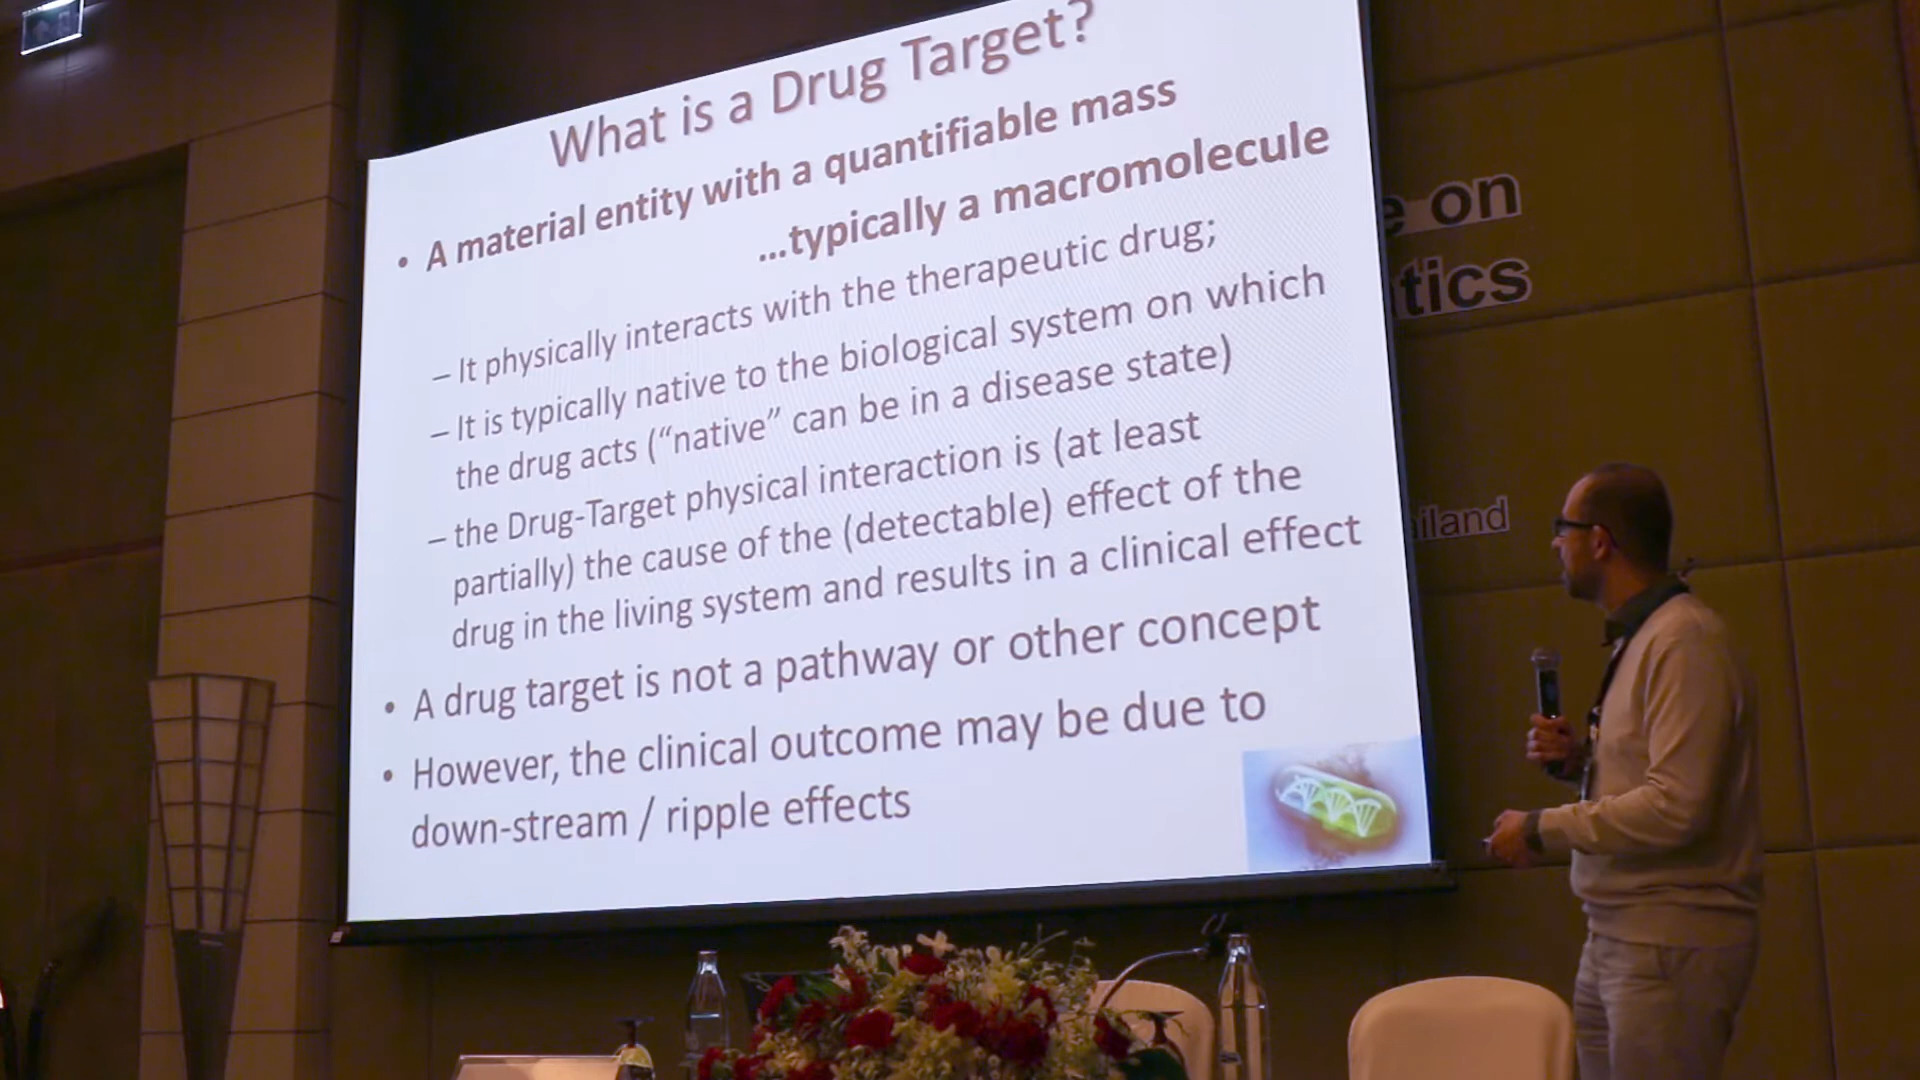 What is a Drug Target?
• A material entity with a quantifiable mass
...typically a macromolecule
– It physically interacts with the therapeutic drug;
– It is typically native to the biological system on which
the drug acts (“native” can be in a disease state)
– the Drug-Target physical interaction is (at least
partially) the cause of the (detectable) effect of the
drug in the living system and results in a clinical effect
• A drug target is not a pathway or other concept
• However, the clinical outcome may be due to
down-stream / ripple effects
e on
tics
iland